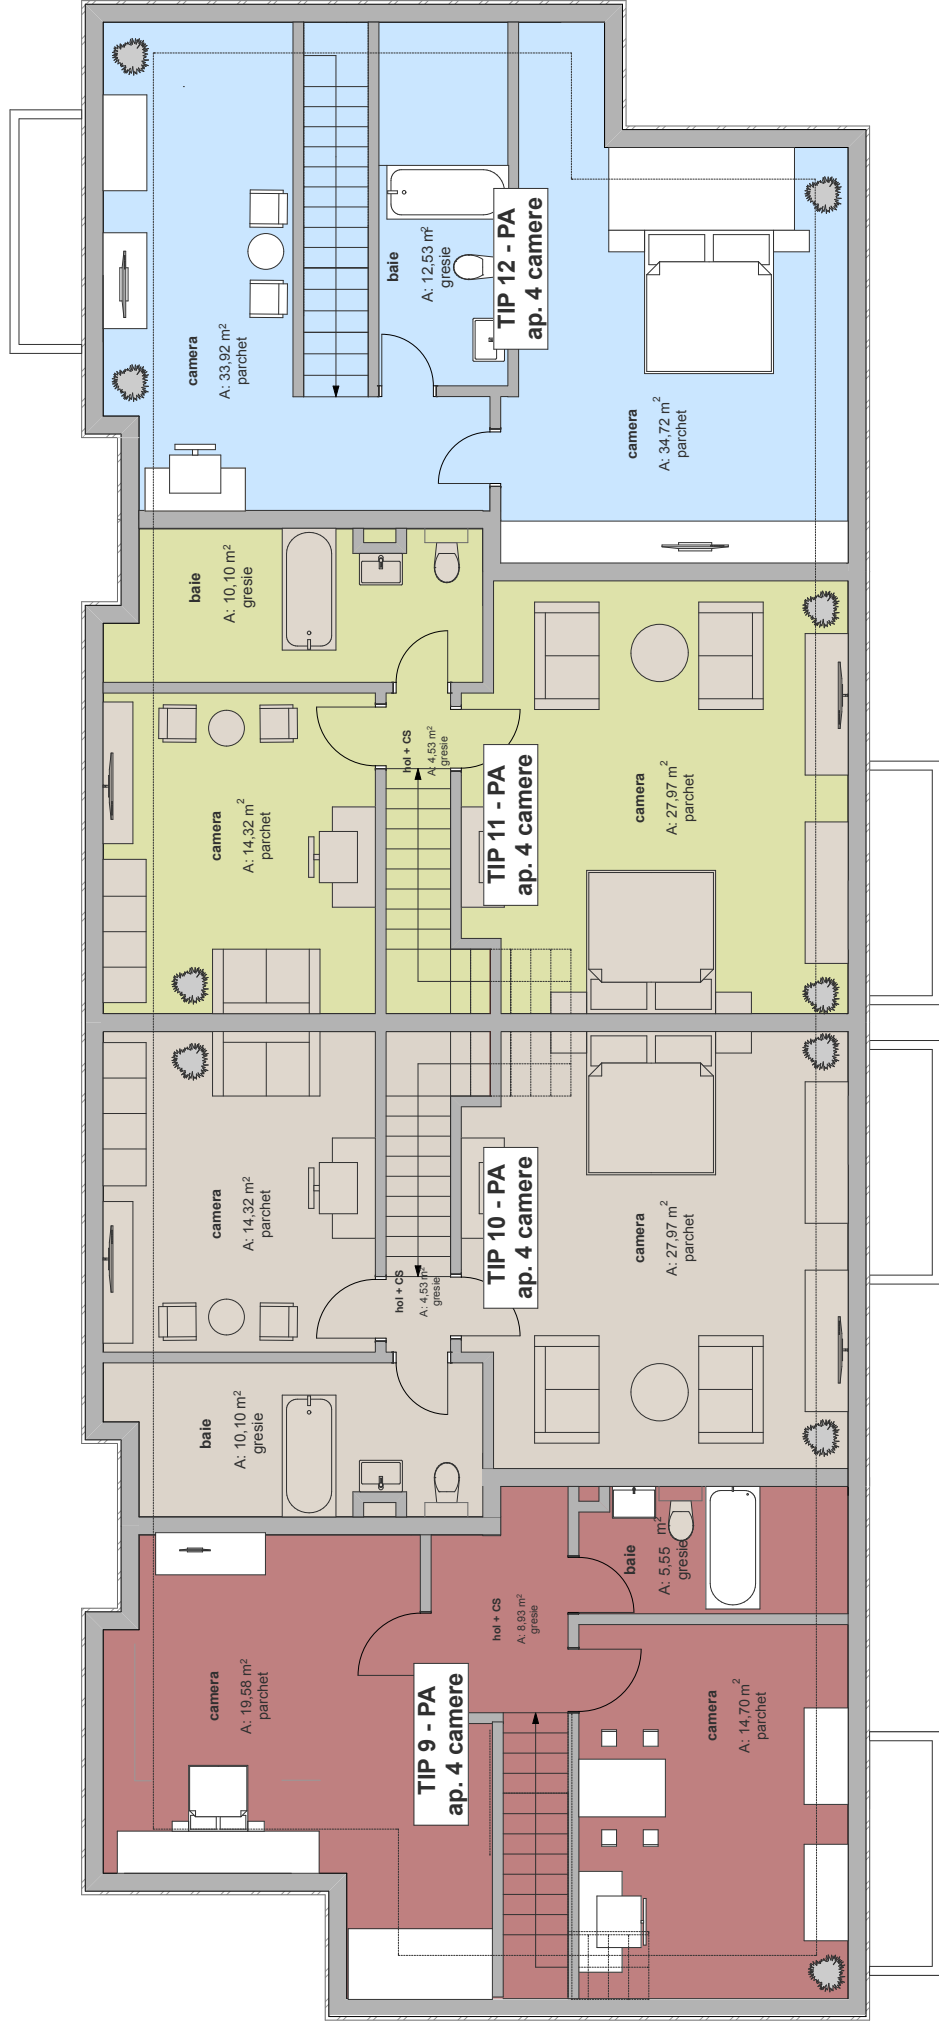 camera
A: 33,92 m²
parchet
baie
A: 12,53 m²
gresie
TIP 12 - PA
ap. 4 camere
camera
A: 34,72 m²
parchet
baie
A: 10,10 m²
gresie
camera
A: 14,32 m²
parchet
hol + CS
A: 4,53 m²
gresie
TIP 11 - PA
ap. 4 camere
camera
A: 27,97 m²
parchet
camera
A: 14,32 m²
parchet
hol + CS
A: 4,53 m²
gresie
TIP 10 - PA
ap. 4 camere
camera
A: 27,97 m²
parchet
baie
A: 10,10 m²
gresie
camera
A: 19,58 m²
parchet
hol + CS
A: 8,93 m²
gresie
baie
A: 5,55 m²
gresie
TIP 9 - PA
ap. 4 camere
camera
A: 14,70 m²
parchet